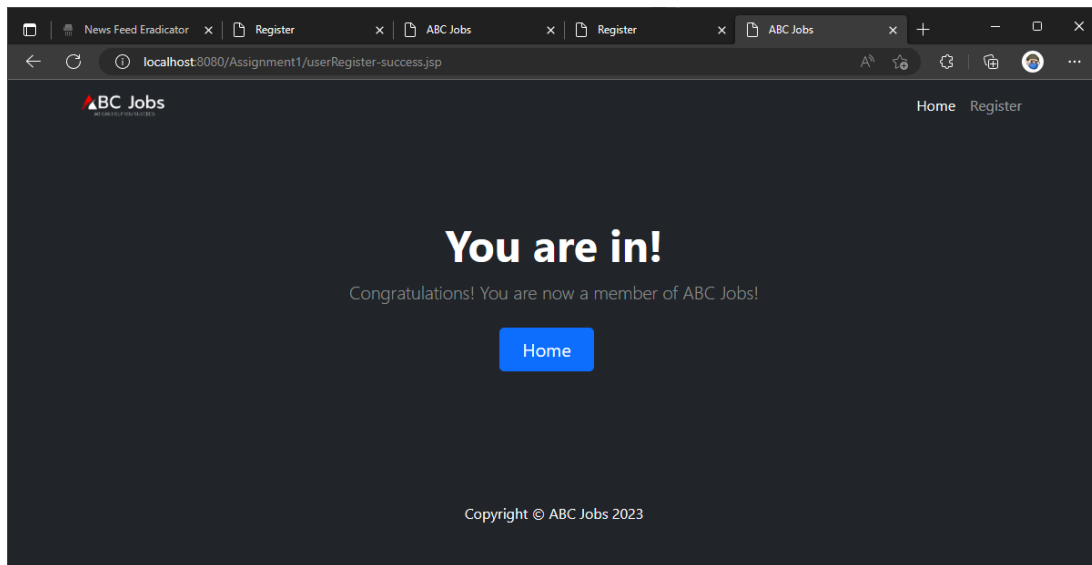 News Feed Eradicator
Register
ABC Jobs
Register
ABC Jobs
localhost:8080/Assignment1/userRegister-success.jsp
ABC Jobs
Home Register
You are in!
Congratulations! You are now a member of ABC Jobs!
Home
Copyright © ABC Jobs 2023